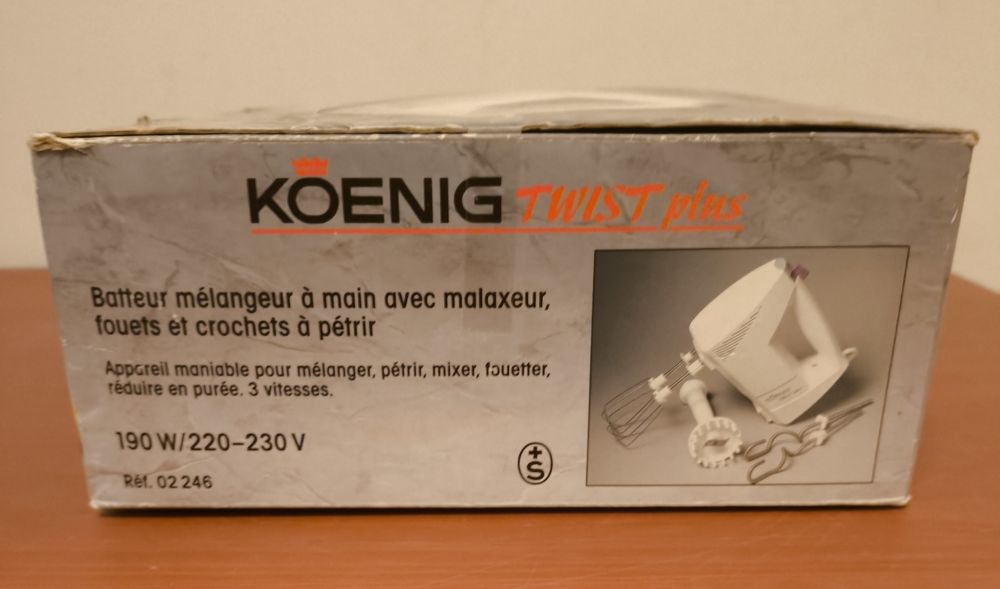 KOENIG TWIST plus
Batteur mélangeur à main avec malaxeur,
fouets et crochets à pétrir
Appareil maniable pour mélanger, pétrir, mixer, fouetter,
réduire en purée. 3 vitesses.
190 W/220–230 V
Réf. 02 246
+S